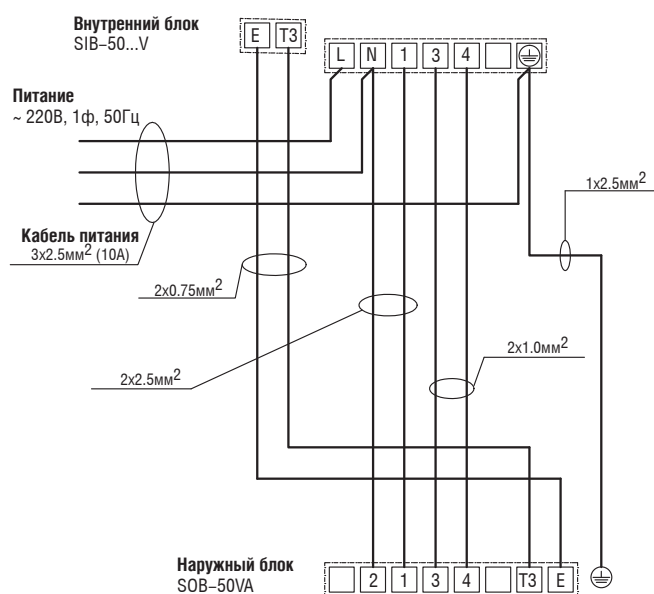 Внутренний блок
SIB–50...V
E T3
L N 1 3 4
Питание
~ 220В, 1ф, 50Гц
1x2.5мм2
Кабель питания
3x2.5мм2 (10А)
2x0.75мм2
2x1.0мм2
2x2.5мм2
Наружный блок
SOB–50VA
2 1 3 4 T3 E